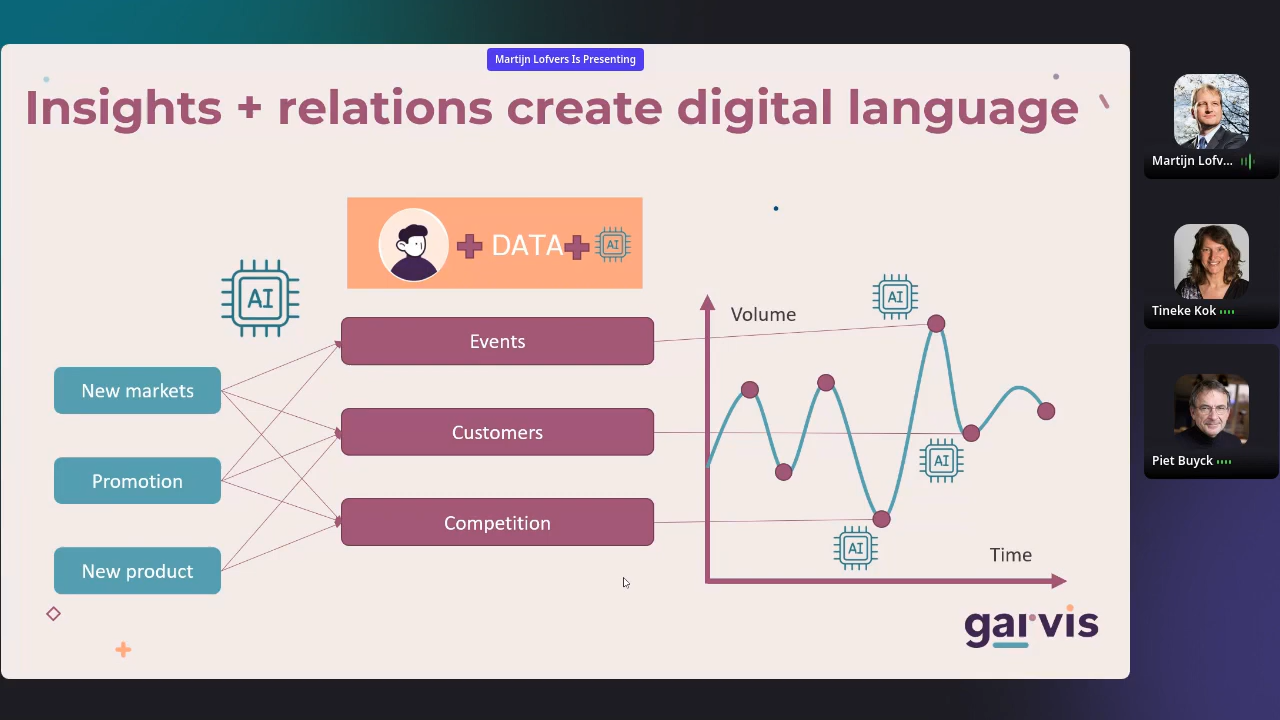 Martijn Lofvers Is Presenting
Insights + relations create digital language
DATA
AI
AI
Events
Customers
Competition
New markets
Promotion
New product
Volume
AI
AI
AI
Time
garvis
Martijn Lofv...
Tineke Kok
Piet Buyck